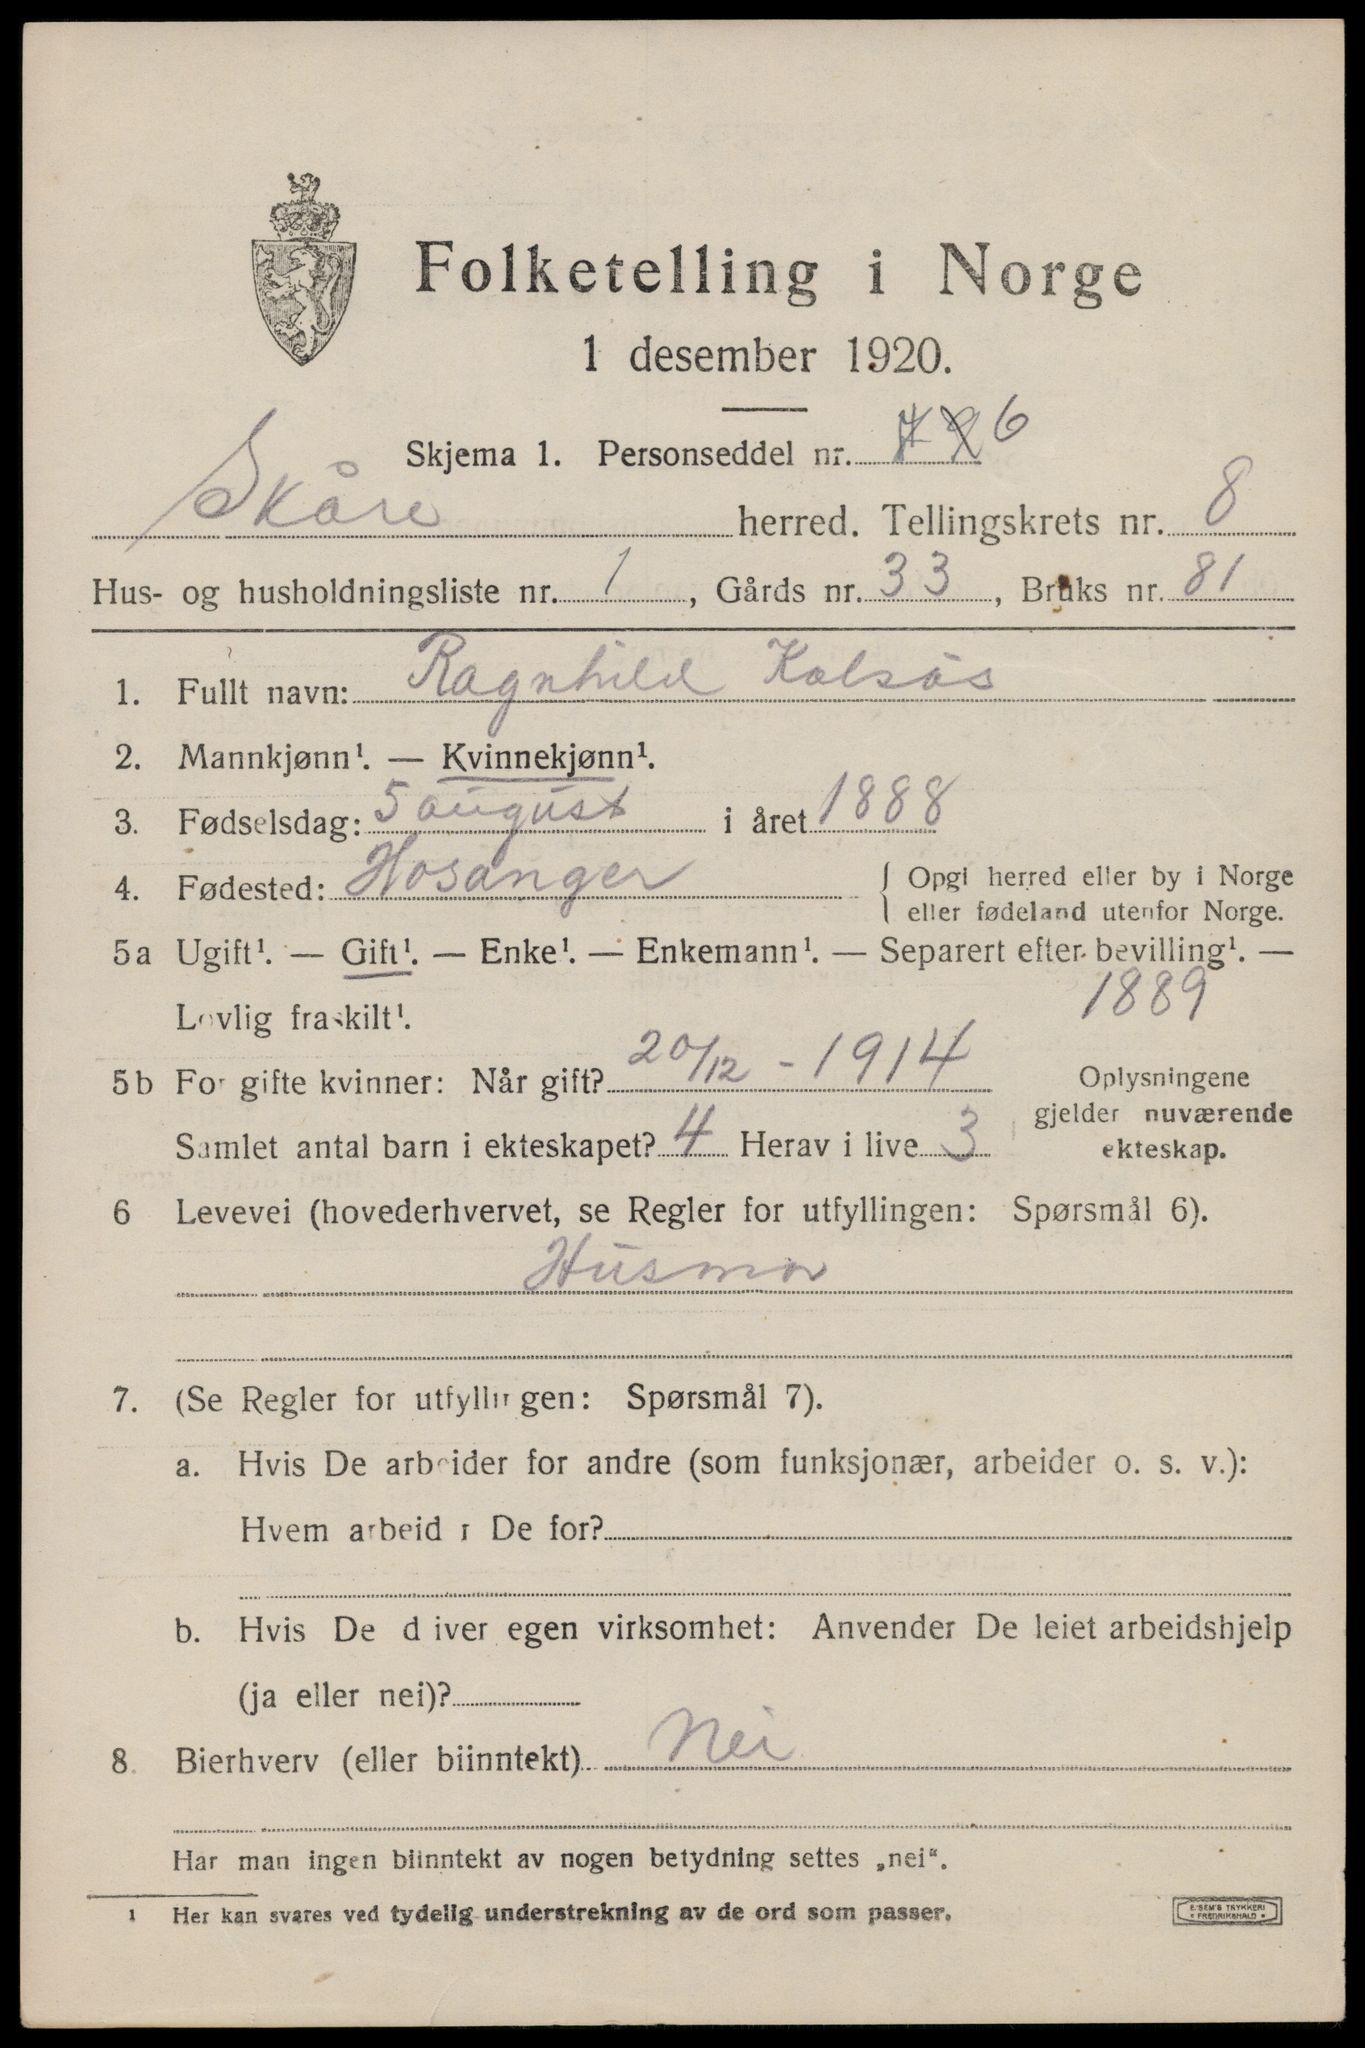 Folketelling i Norge
1 desember 1920.
Skjema 1. Personseddel nr. 6
Skåre herred. Tellingskrets nr. 8
Hus- og husholdningsliste nr. 1, Gårds nr. 33, Bruks nr. 81
1. Fullt navn: Ragnhild Kolsås
2. Mannkjønn¹. — Kvinnekjønn¹.
3. Fødselsdag: 5 august i året 1888
4. Fødested: Hosanger { Opgi herred eller by i Norge
eller fødeland utenfor Norge.
5a Ugift¹. — Gift¹. — Enke¹. — Enkemann¹. — Separert efter bevilling¹. —
Lovlig fraskilt¹. 1889
5b For gifte kvinner: Når gift? 20/12 - 1914
Samlet antal barn i ekteskapet? 4 Herav i live 3
Oplysningene
gjelder nuværende
ekteskap.
6 Levevei (hovederhvervet, se Regler for utfyllingen: Spørsmål 6).
Husmor
7. (Se Regler for utfyllingen: Spørsmål 7).
a. Hvis De arbeider for andre (som funksjonær, arbeider o. s. v.):
Hvem arbeider De for?
b. Hvis De driver egen virksomhet: Anvender De leiet arbeidshjelp
(ja eller nei)?
8. Bierhverv (eller biinntekt) Nei
Har man ingen biinntekt av nogen betydning settes „nei“.
¹ Her kan svares ved tydelig understrekning av de ord som passer.
E. SEM'S TRYKKERI
FREDRIKSHALD